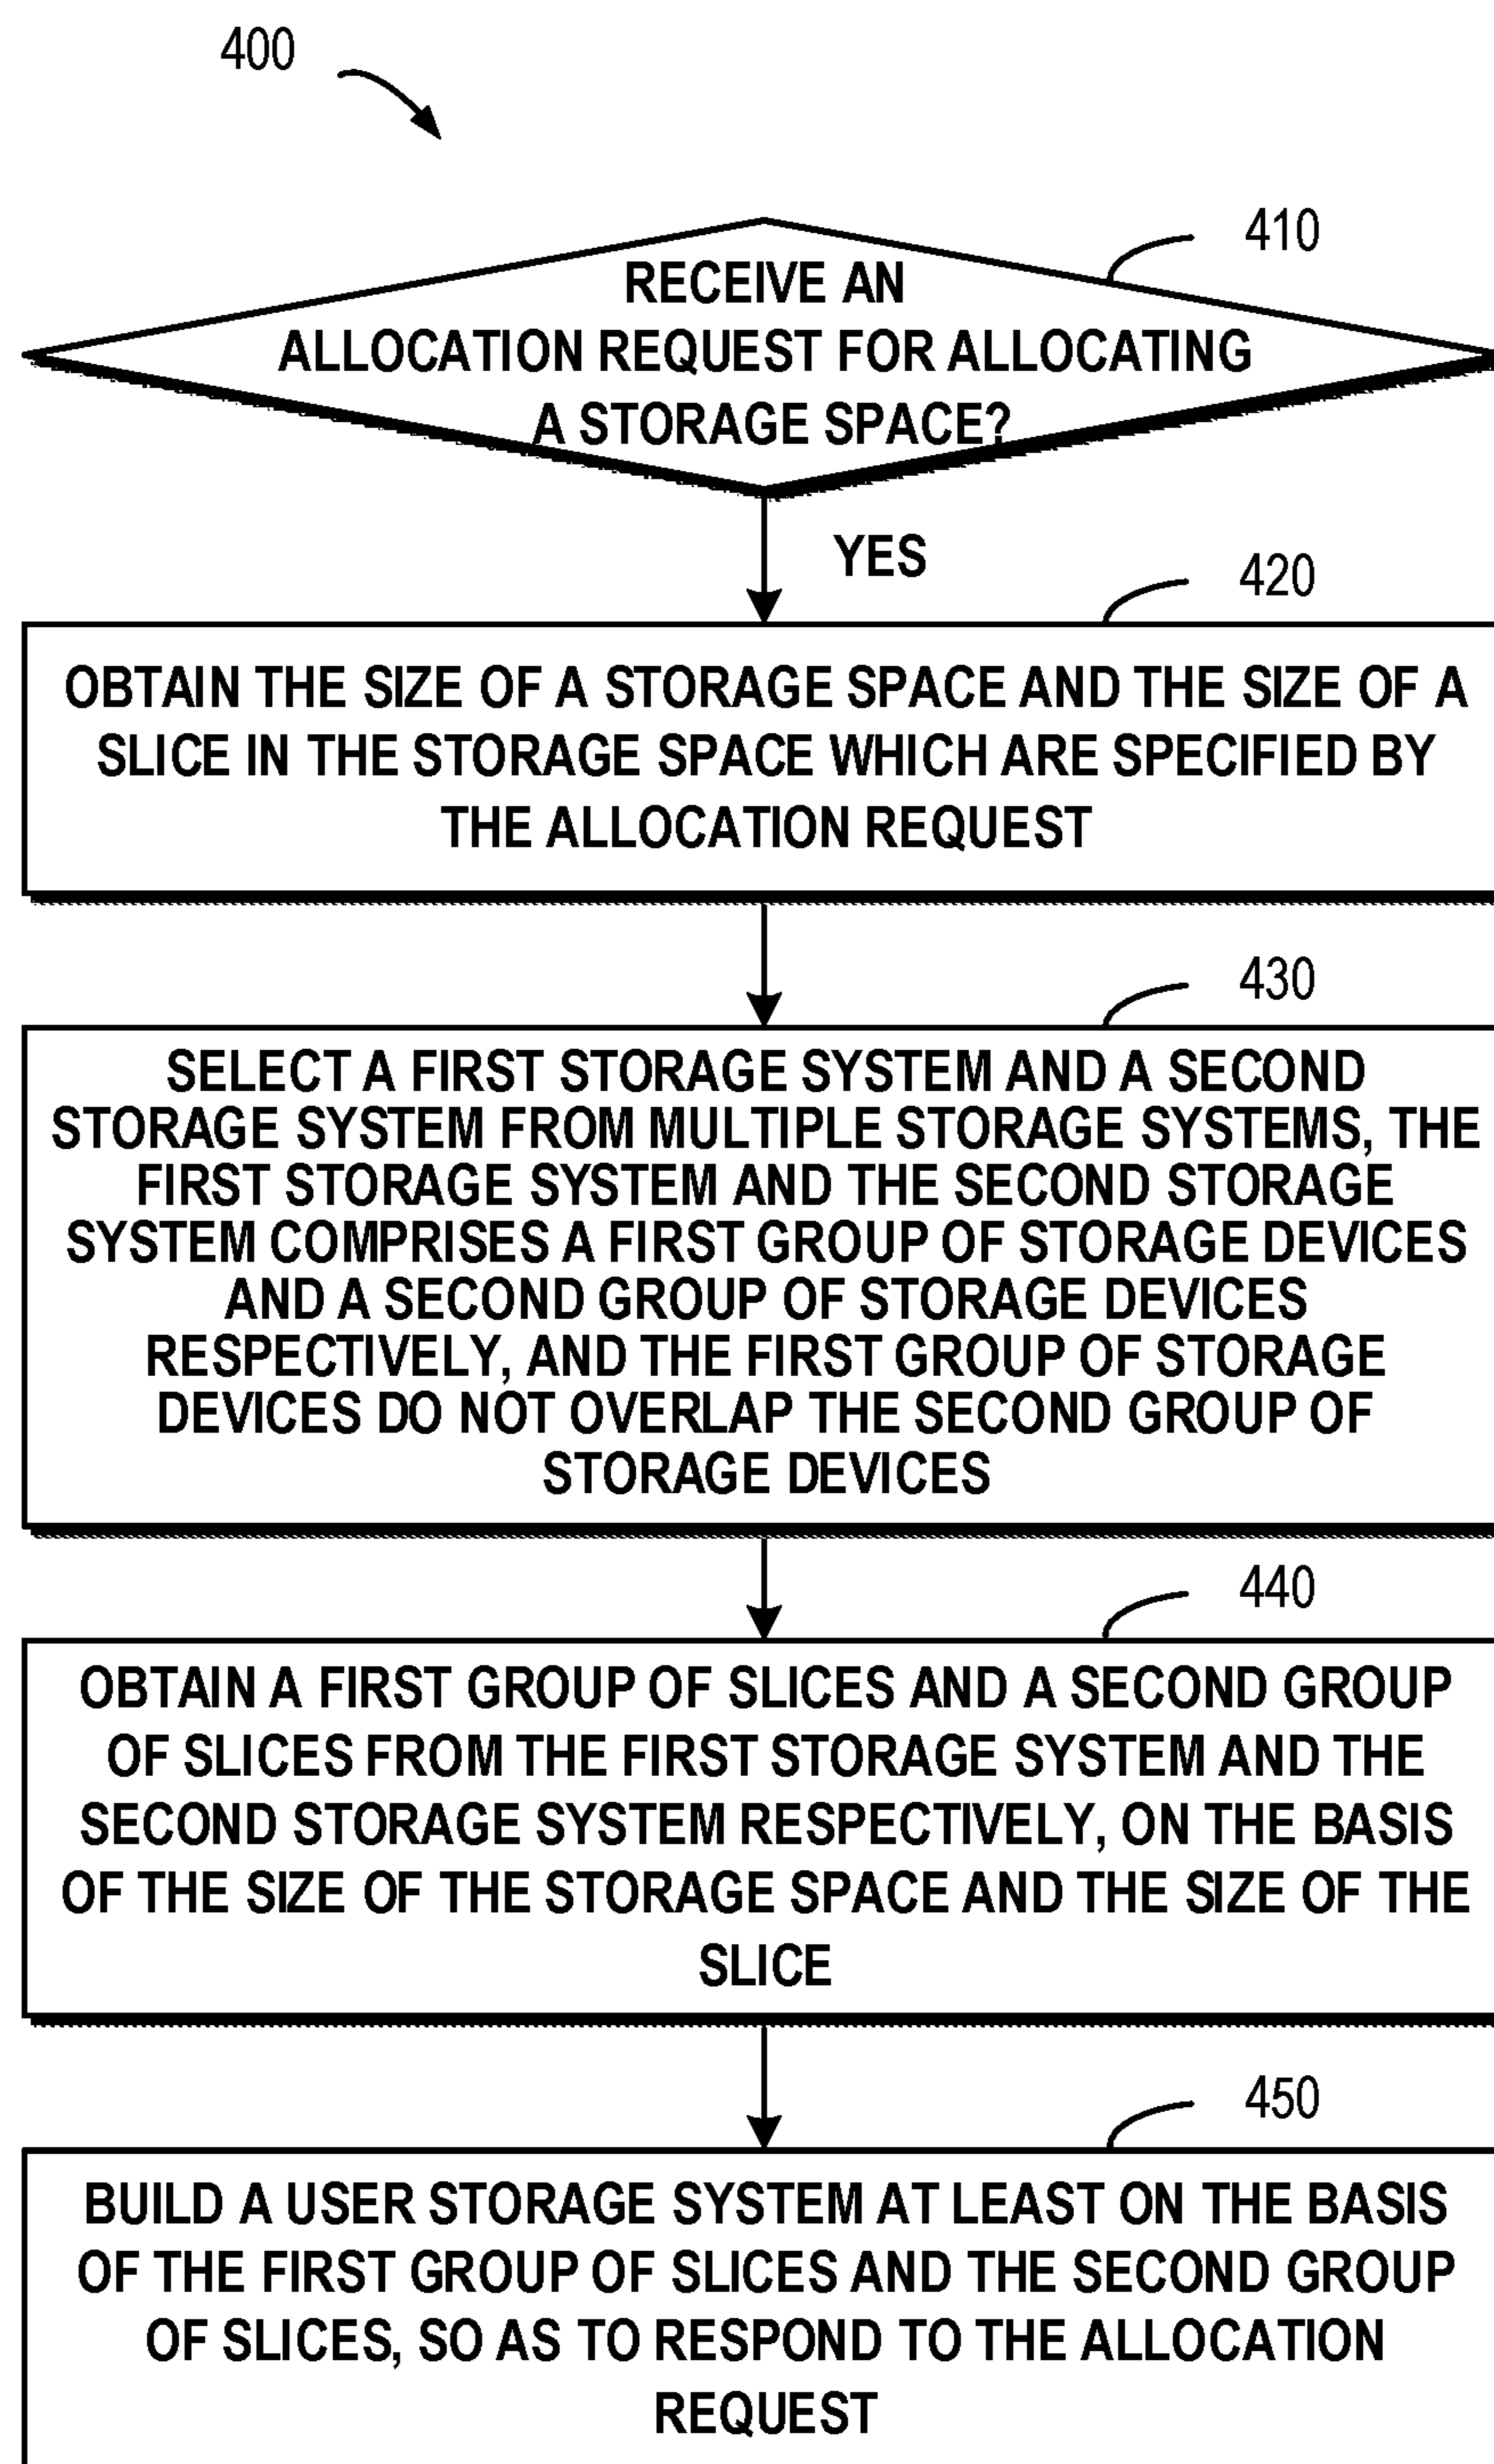 400
410
RECEIVE AN
ALLOCATION REQUEST FOR ALLOCATING
A STORAGE SPACE?
YES
420
OBTAIN THE SIZE OF A STORAGE SPACE AND THE SIZE OF A
SLICE IN THE STORAGE SPACE WHICH ARE SPECIFIED BY
THE ALLOCATION REQUEST
430
SELECT A FIRST STORAGE SYSTEM AND A SECOND
STORAGE SYSTEM FROM MULTIPLE STORAGE SYSTEMS, THE
FIRST STORAGE SYSTEM AND THE SECOND STORAGE
SYSTEM COMPRISES A FIRST GROUP OF STORAGE DEVICES
AND A SECOND GROUP OF STORAGE DEVICES
RESPECTIVELY, AND THE FIRST GROUP OF STORAGE
DEVICES DO NOT OVERLAP THE SECOND GROUP OF
STORAGE DEVICES
440
OBTAIN A FIRST GROUP OF SLICES AND A SECOND GROUP
OF SLICES FROM THE FIRST STORAGE SYSTEM AND THE
SECOND STORAGE SYSTEM RESPECTIVELY, ON THE BASIS
OF THE SIZE OF THE STORAGE SPACE AND THE SIZE OF THE
SLICE
450
BUILD A USER STORAGE SYSTEM AT LEAST ON THE BASIS
OF THE FIRST GROUP OF SLICES AND THE SECOND GROUP
OF SLICES, SO AS TO RESPOND TO THE ALLOCATION
REQUEST